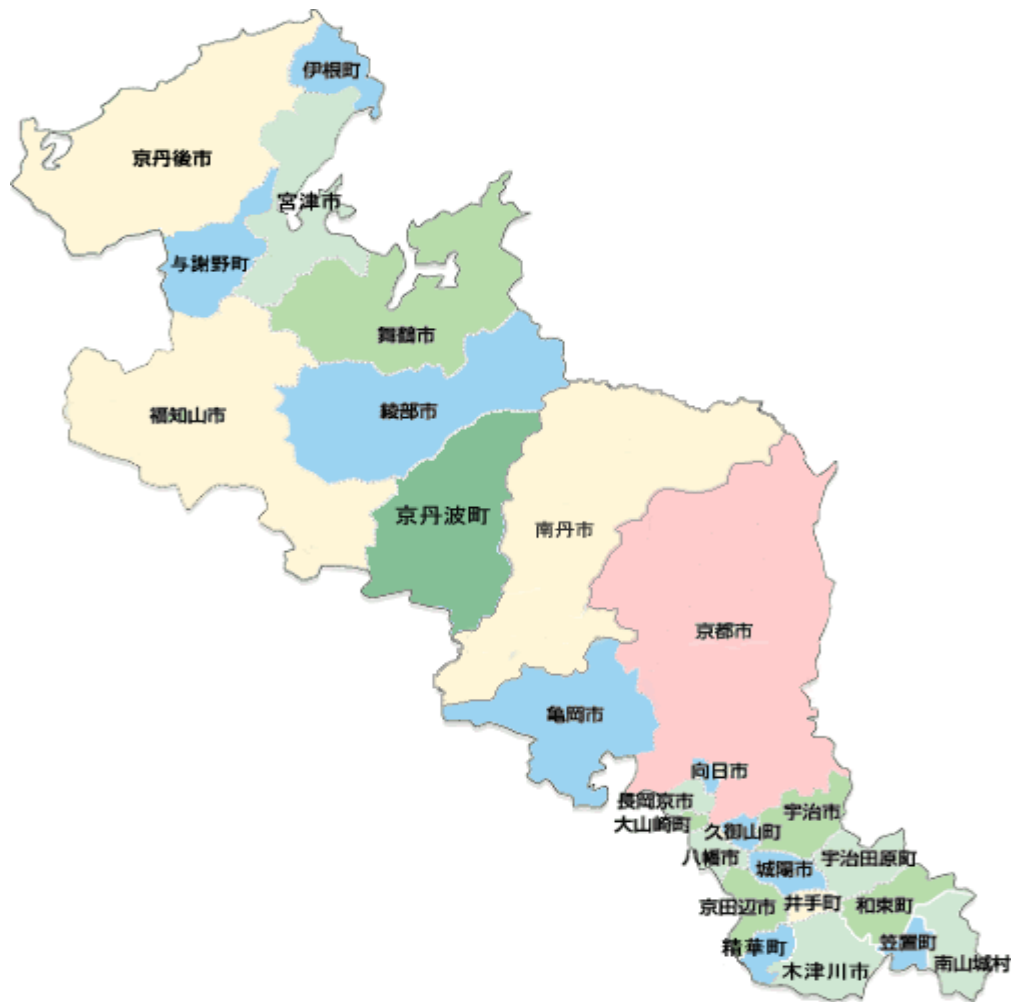 伊根町
京丹後市
宮津市
与謝野町
舞鶴市
綾部市
福知山市
京丹波町
南丹市
京都市
亀岡市
向日市
長岡京市
大山崎町
宇治市
久御山町
八幡市
宇治田原町
城陽市
京田辺市
井手町
和束町
精華町
笠置町
木津川市
南山城村